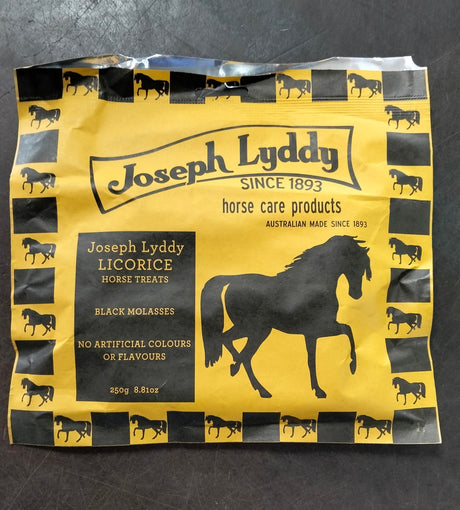 Joseph Lyddy
SINCE 1893
horse care products
AUSTRALIAN MADE SINCE 1893
Joseph Lyddy
LICORICE
HORSE TREATS
BLACK MOLASSES
NO ARTIFICIAL COLOURS
OR FLAVOURS
250g 8.81oz